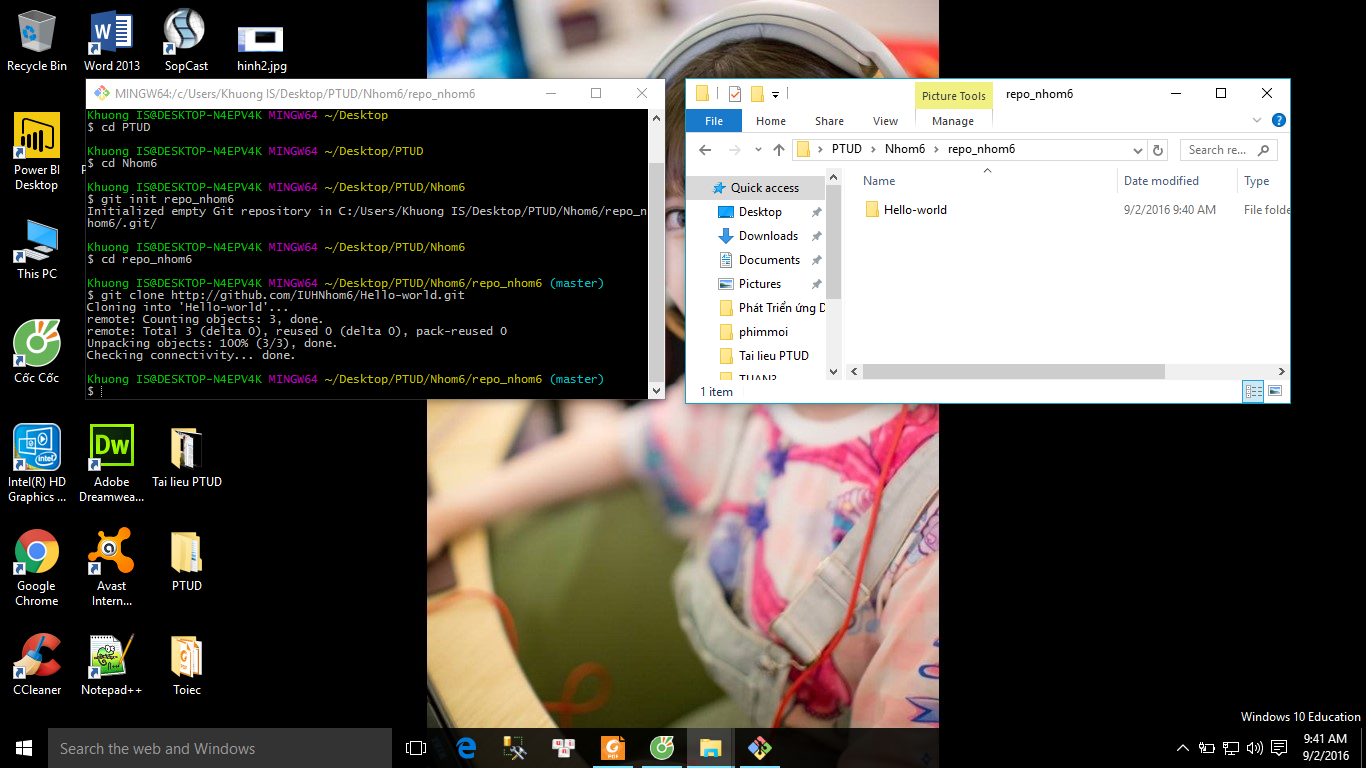 Recycle Bin
Word 2013
SopCast
hinh2.jpg
Power BI
Desktop
This PC
Cốc Cốc
Intel(R) HD
Graphics ...
Adobe
Dreamwea...
Tai lieu PTUD
Google
Chrome
Avast
Intern...
PTUD
CCleaner
Notepad++
Toiec
MINGW64:/c/Users/Khuong IS/Desktop/PTUD/Nhom6/repo_nhom6
Khuong IS@DESKTOP-N4EPV4K MINGW64 ~/Desktop
$ cd PTUD
Khuong IS@DESKTOP-N4EPV4K MINGW64 ~/Desktop/PTUD
$ cd Nhom6
Khuong IS@DESKTOP-N4EPV4K MINGW64 ~/Desktop/PTUD/Nhom6
$ git init repo_nhom6
Initialized empty Git repository in C:/Users/Khuong IS/Desktop/PTUD/Nhom6/repo_n
hom6/.git/
Khuong IS@DESKTOP-N4EPV4K MINGW64 ~/Desktop/PTUD/Nhom6
$ cd repo_nhom6
Khuong IS@DESKTOP-N4EPV4K MINGW64 ~/Desktop/PTUD/Nhom6/repo_nhom6 (master)
$ git clone http://github.com/IUHNhom6/Hello-world.git
Cloning into 'Hello-world'...
remote: Counting objects: 3, done.
remote: Total 3 (delta 0), reused 0 (delta 0), pack-reused 0
Unpacking objects: 100% (3/3), done.
Checking connectivity... done.
Khuong IS@DESKTOP-N4EPV4K MINGW64 ~/Desktop/PTUD/Nhom6/repo_nhom6 (master)
$
Picture Tools
repo_nhom6
File
Home
Share
View
Manage
PTUD
Nhom6
repo_nhom6
Search re...
Quick access
Desktop
Downloads
Documents
Pictures
Phát Triển ứng D
phimmoi
Tai lieu PTUD
TUAN3
Name
Date modified
Type
Hello-world
9/2/2016 9:40 AM
File folde
1 item
Windows 10 Education
Search the web and Windows
9:41 AM
9/2/2016